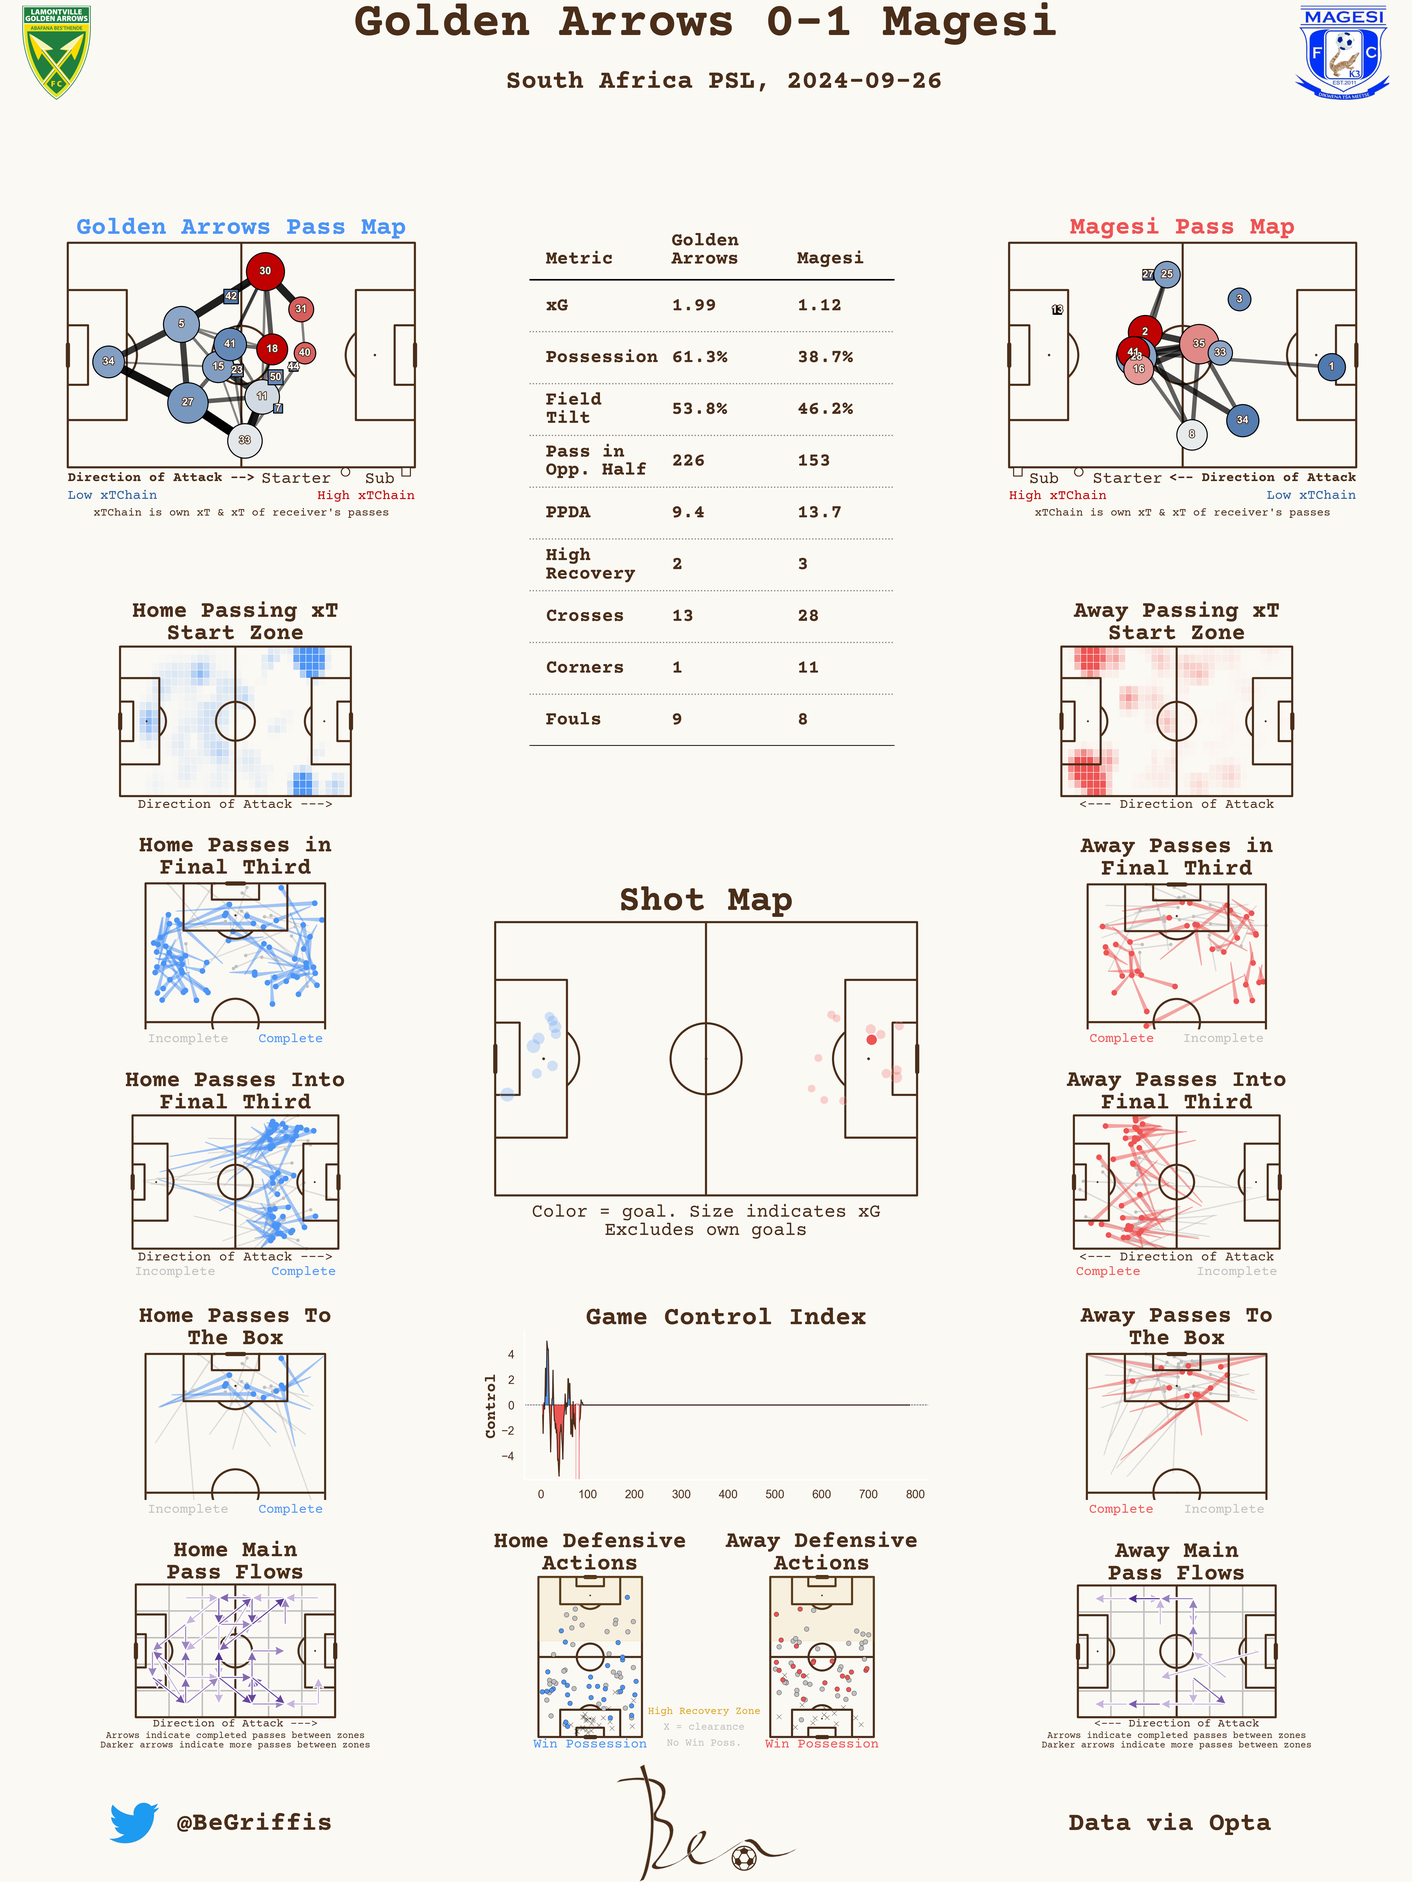 Golden Arrows 0-1 Magesi
South Africa PSL, 2024-09-26
LAMONTVILLE
GOLDEN ARROWS
ABAFANA BES'THENDE
F C
MAGESI
F C
K3
EST.2011
Golden Arrows Pass Map
30
42
31
5
41
18
40
34
15
23
44
50
27
11
7
33
Direction of Attack --> Starter Sub
Low xTChain High xTChain
xTChain is own xT & xT of receiver's passes
Metric Golden Arrows Magesi
xG 1.99 1.12
Possession 61.3% 38.7%
Field Tilt 53.8% 46.2%
Pass in Opp. Half 226 153
PPDA 9.4 13.7
High Recovery 2 3
Crosses 13 28
Corners 1 11
Fouls 9 8
Magesi Pass Map
27 25
3
13
2
35
41
28
33
16
1
34
8
Sub Starter <-- Direction of Attack
High xTChain Low xTChain
xTChain is own xT & xT of receiver's passes
Home Passing xT
Start Zone
Direction of Attack --->
Away Passing xT
Start Zone
<--- Direction of Attack
Home Passes in
Final Third
Incomplete Complete
Away Passes in
Final Third
Complete Incomplete
Shot Map
Color = goal. Size indicates xG
Excludes own goals
Home Passes Into
Final Third
Direction of Attack --->
Incomplete Complete
Away Passes Into
Final Third
<--- Direction of Attack
Complete Incomplete
Home Passes To
The Box
Incomplete Complete
Game Control Index
Control
4
2
0
−2
−4
0 100 200 300 400 500 600 700 800
Away Passes To
The Box
Complete Incomplete
Home Main
Pass Flows
Direction of Attack --->
Arrows indicate completed passes between zones
Darker arrows indicate more passes between zones
Home Defensive
Actions
Win Possession
Away Defensive
Actions
Win Possession
High Recovery Zone
X = clearance
No Win Poss.
Away Main
Pass Flows
<--- Direction of Attack
Arrows indicate completed passes between zones
Darker arrows indicate more passes between zones
@BeGriffis
Ben
Data via Opta